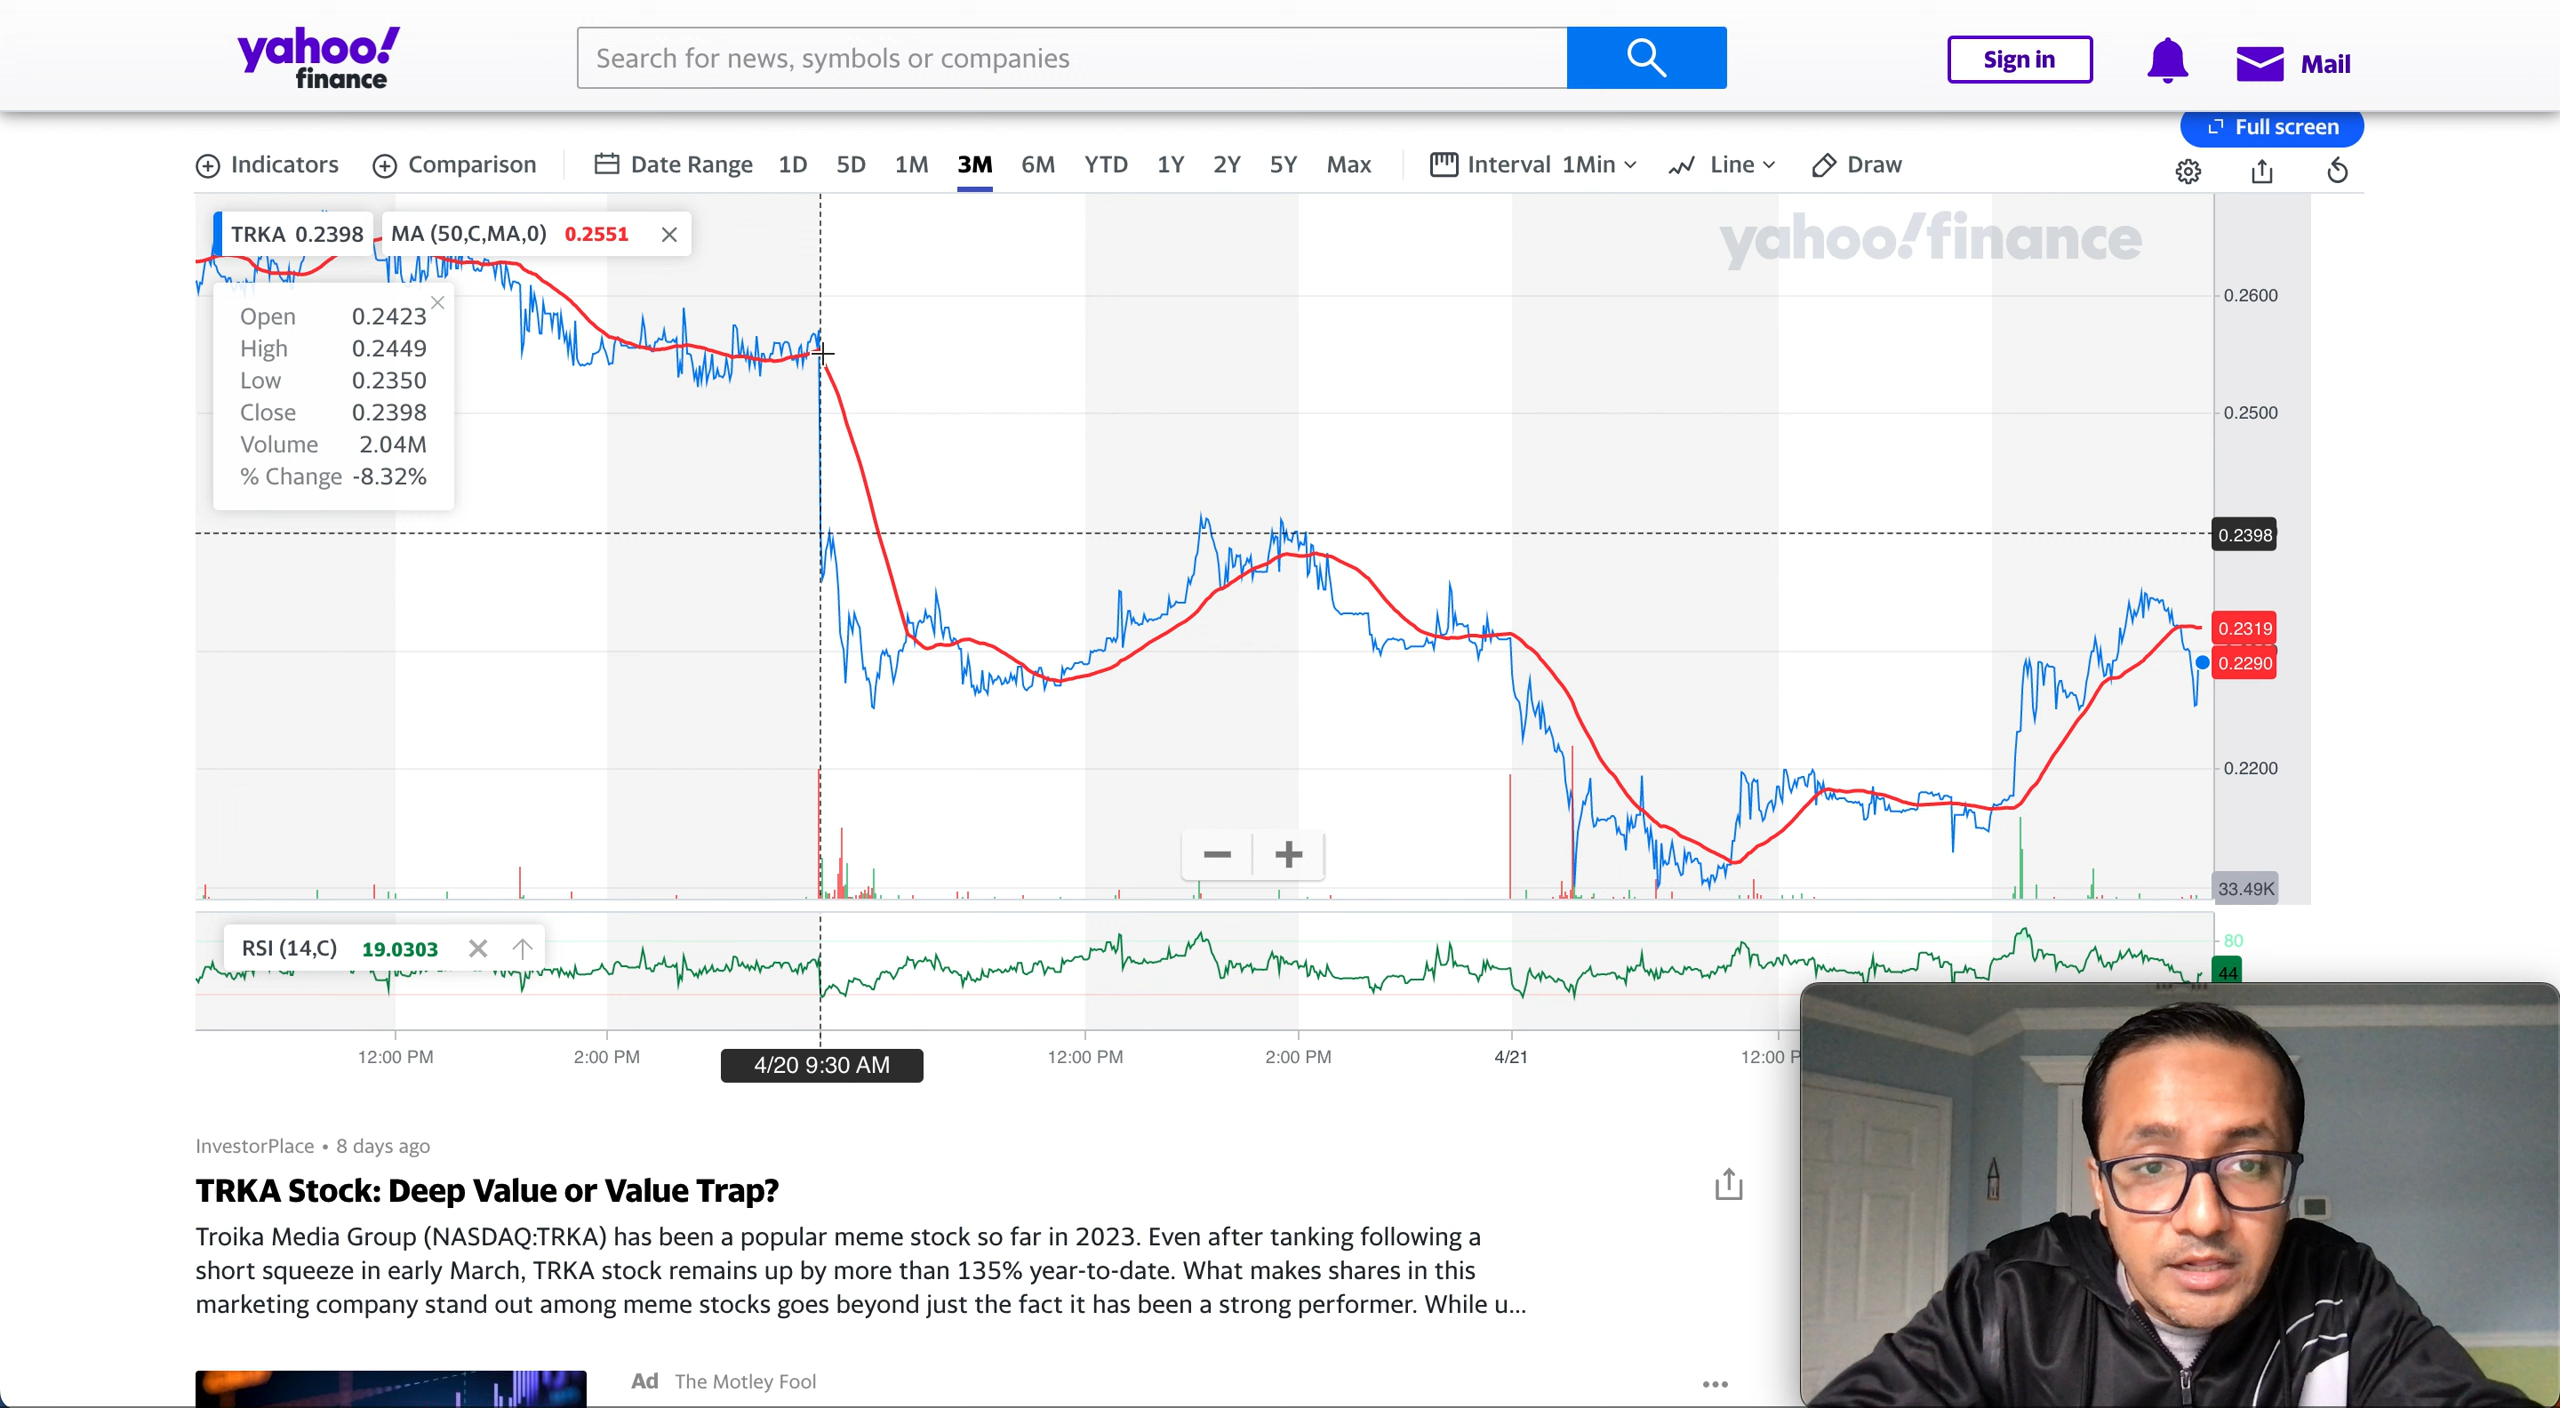 yahoo!
finance
Search for news, symbols or companies
Sign in
Mail
Full screen
Indicators Comparison Date Range 1D 5D 1M 3M 6M YTD 1Y 2Y 5Y Max Interval 1Min Line Draw
TRKA 0.2398 MA (50,C,MA,0) 0.2551
yahoo!finance
Open 0.2423
High 0.2449
Low 0.2350
Close 0.2398
Volume 2.04M
% Change -8.32%
0.2600
0.2500
0.2398
0.2319
0.2290
0.2200
33.49K
RSI (14,C) 19.0303
80
44
12:00 PM 2:00 PM 4/20 9:30 AM 12:00 PM 2:00 PM 4/21 12:00 P
InvestorPlace • 8 days ago
TRKA Stock: Deep Value or Value Trap?
Troika Media Group (NASDAQ:TRKA) has been a popular meme stock so far in 2023. Even after tanking following a
short squeeze in early March, TRKA stock remains up by more than 135% year-to-date. What makes shares in this
marketing company stand out among meme stocks goes beyond just the fact it has been a strong performer. While u...
Ad The Motley Fool